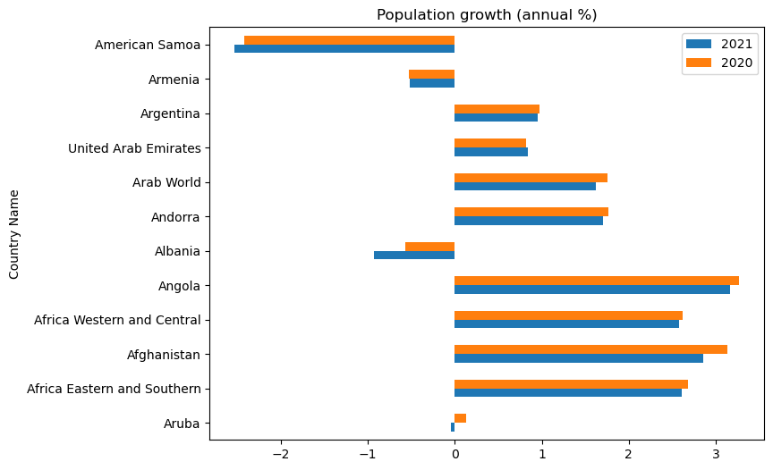 Population growth (annual %)
2021
2020
Country Name
American Samoa
Armenia
Argentina
United Arab Emirates
Arab World
Andorra
Albania
Angola
Africa Western and Central
Afghanistan
Africa Eastern and Southern
Aruba
−2 −1 0 1 2 3